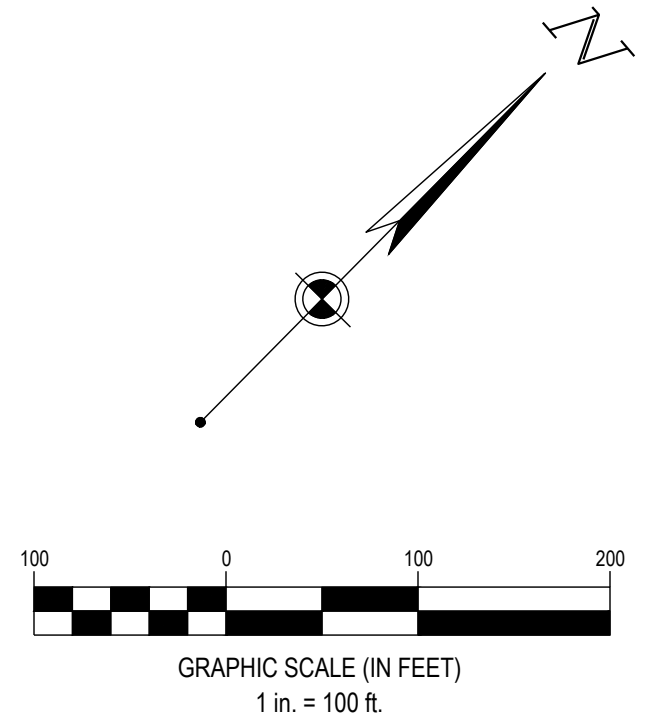 N
100 0 100 200
GRAPHIC SCALE (IN FEET)
1 in. = 100 ft.